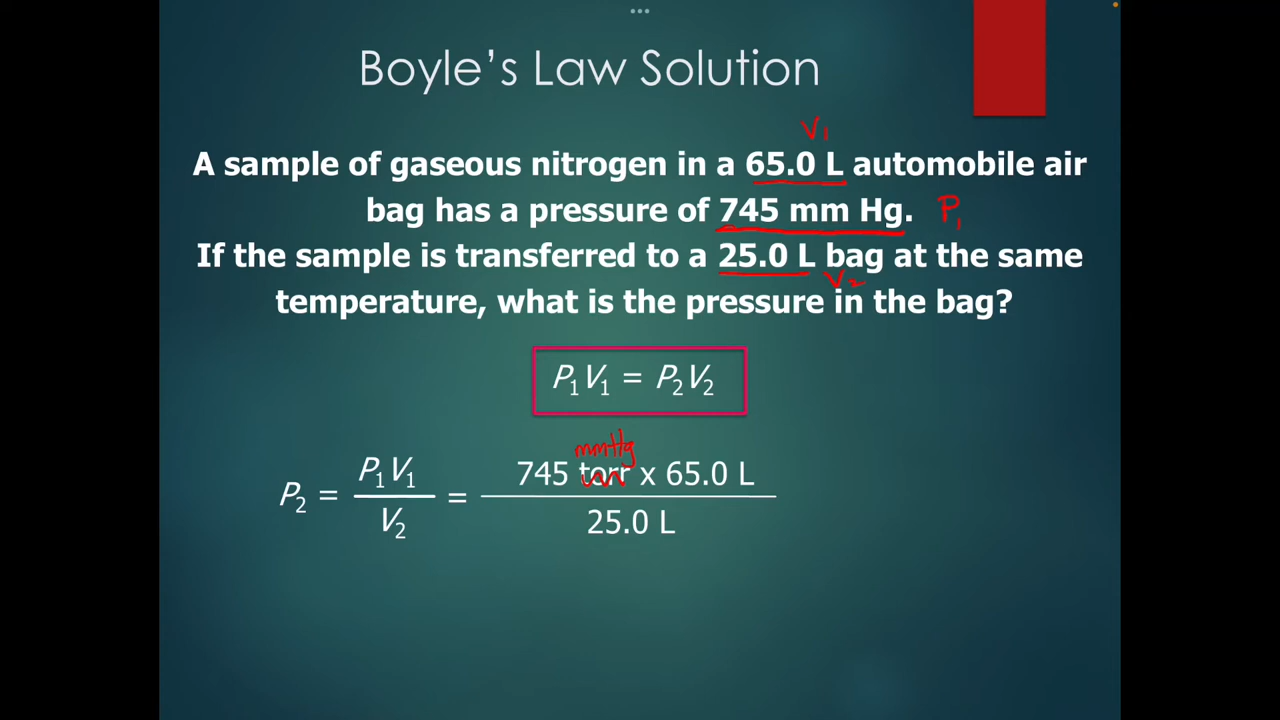 Boyle's Law Solution
V₁
A sample of gaseous nitrogen in a 65.0 L automobile air
bag has a pressure of 745 mm Hg. P₁
If the sample is transferred to a 25.0 L bag at the same
V₂
temperature, what is the pressure in the bag?
P₁V₁ = P₂V₂
mmHg
P₂ = P₁V₁ / V₂ = 745 torr x 65.0 L / 25.0 L